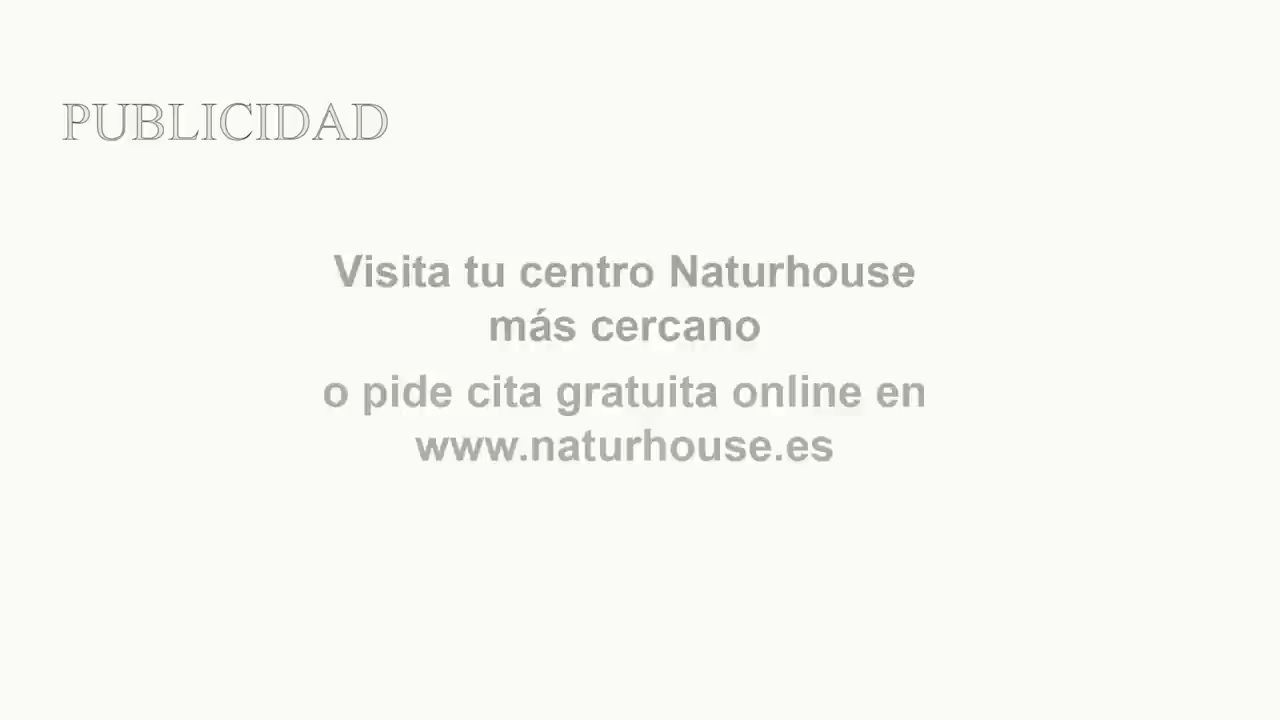 PUBLICIDAD
Visita tu centro Naturhouse
más cercano
o pide cita gratuita online en
www.naturhouse.es